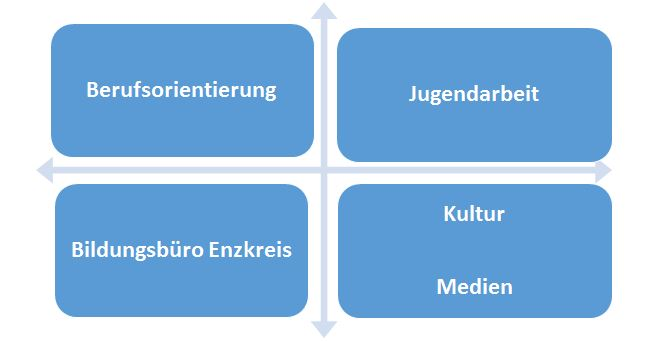 Berufsorientierung
Jugendarbeit
Bildungsbüro Enzkreis
Kultur
Medien